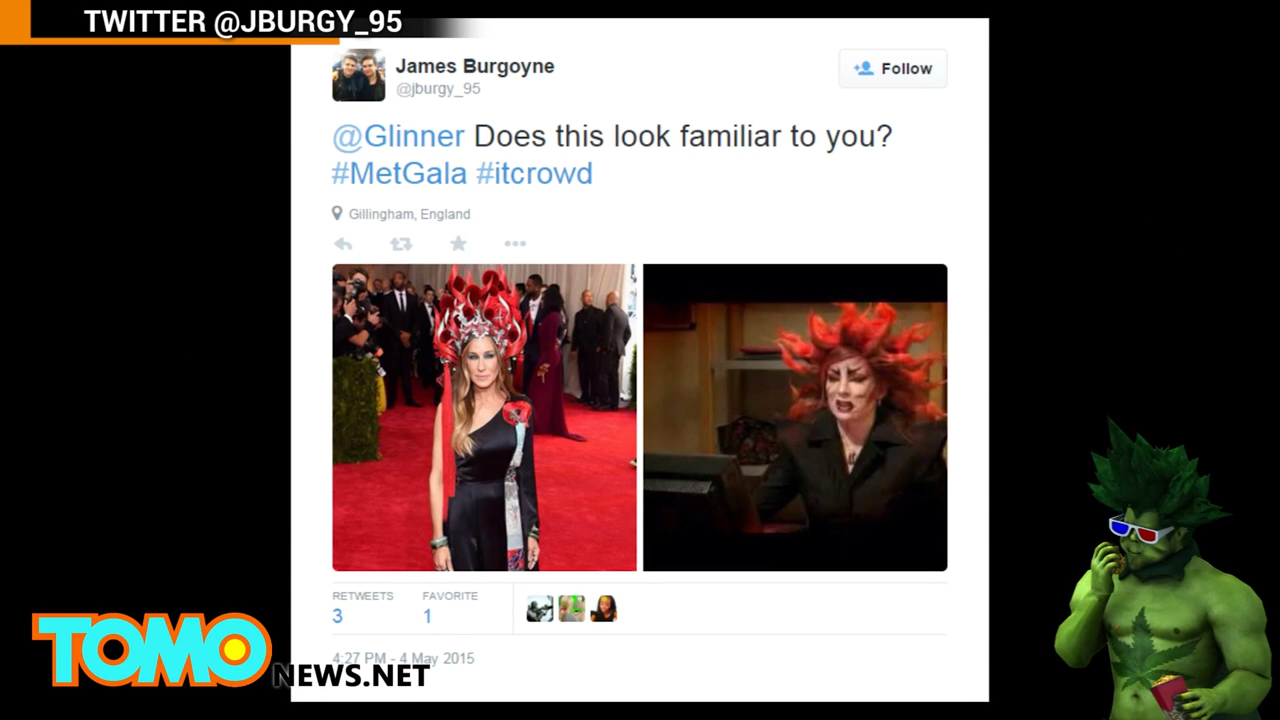 TWITTER @JBURGY_95
James Burgoyne
@jburgy_95
Follow
@Glinner Does this look familiar to you?
#MetGala #itcrowd
Gillingham, England
RETWEETS
FAVORITE
3
1
4:27 PM - 4 May 2015
TOMO
NEWS.NET